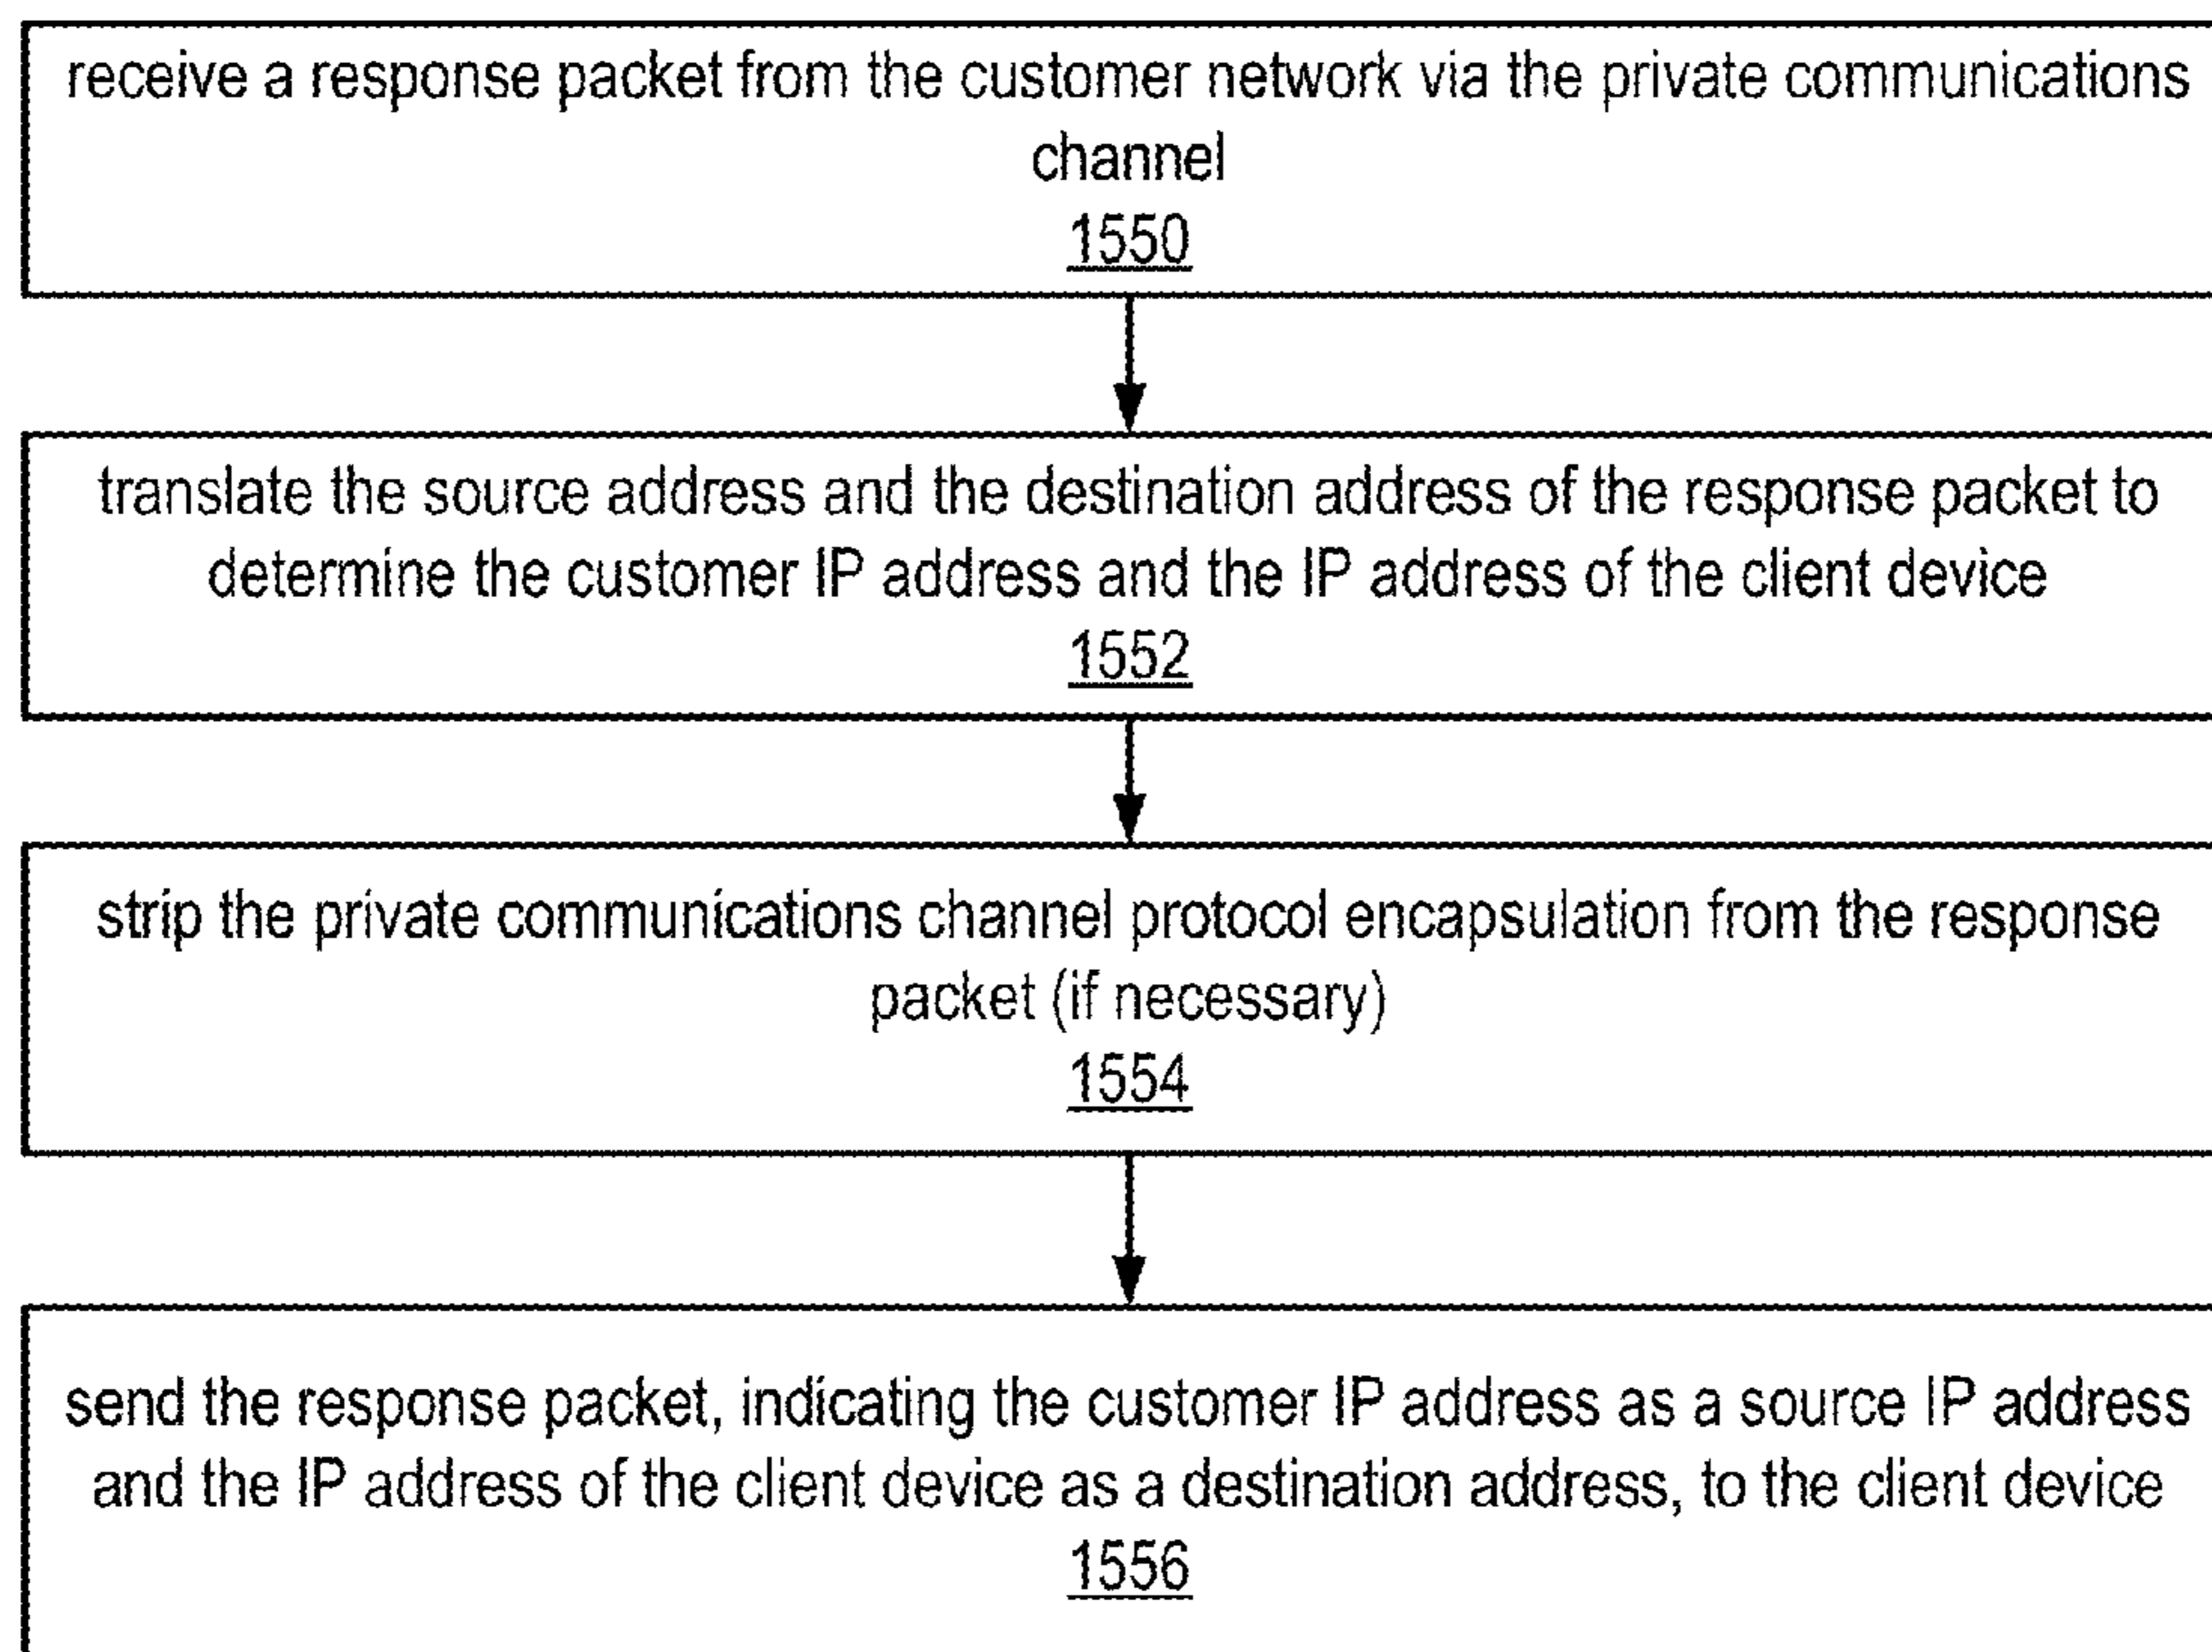 receive a response packet from the customer network via the private communications
channel
1550
translate the source address and the destination address of the response packet to
determine the customer IP address and the IP address of the client device
1552
strip the private communications channel protocol encapsulation from the response
packet (if necessary)
1554
send the response packet, indicating the customer IP address as a source IP address
and the IP address of the client device as a destination address, to the client device
1556